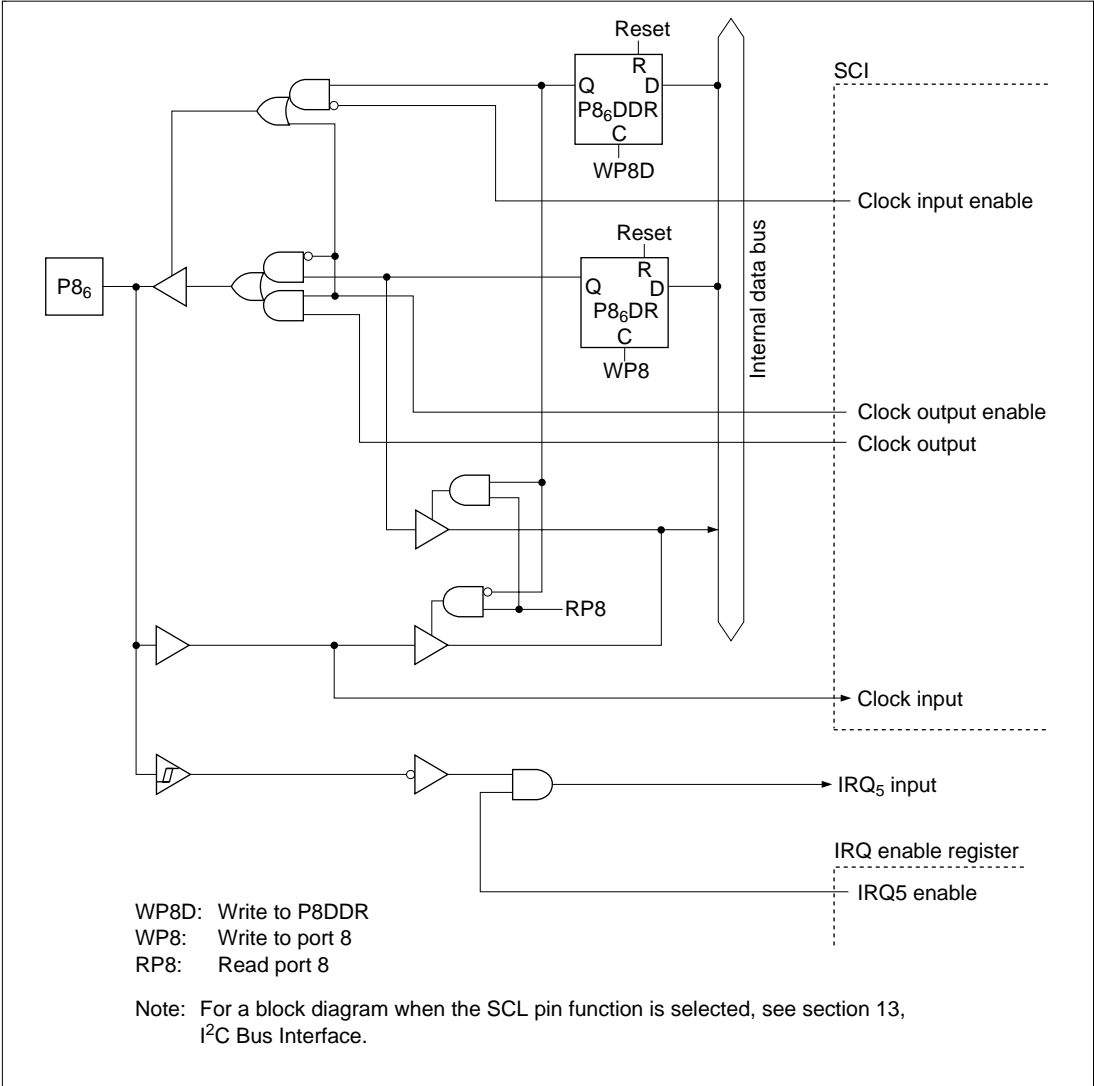 Reset
R
Q
D
P8₆DDR
C
WP8D
SCI
Clock input enable
Reset
R
Q
D
P8₆DR
C
WP8
P8₆
Internal data bus
Clock output enable
Clock output
RP8
Clock input
IRQ₅ input
IRQ enable register
IRQ5 enable
WP8D: Write to P8DDR
WP8: Write to port 8
RP8: Read port 8
Note: For a block diagram when the SCL pin function is selected, see section 13,
I²C Bus Interface.